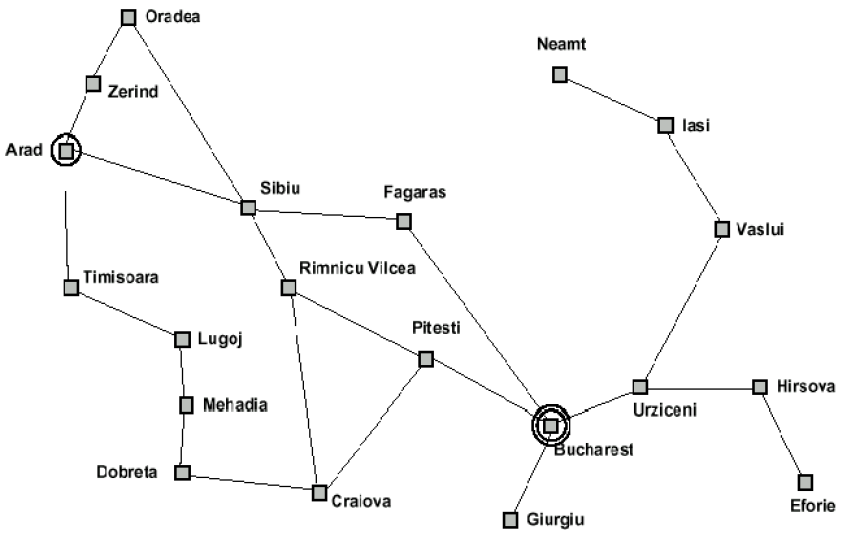 Oradea
Neamt
Zerind
Iasi
Arad
Sibiu
Fagaras
Vaslui
Rimnicu Vilcea
Timisoara
Pitesti
Lugoj
Hirsova
Mehadia
Urziceni
Bucharest
Dobreta
Craiova
Eforie
Giurgiu